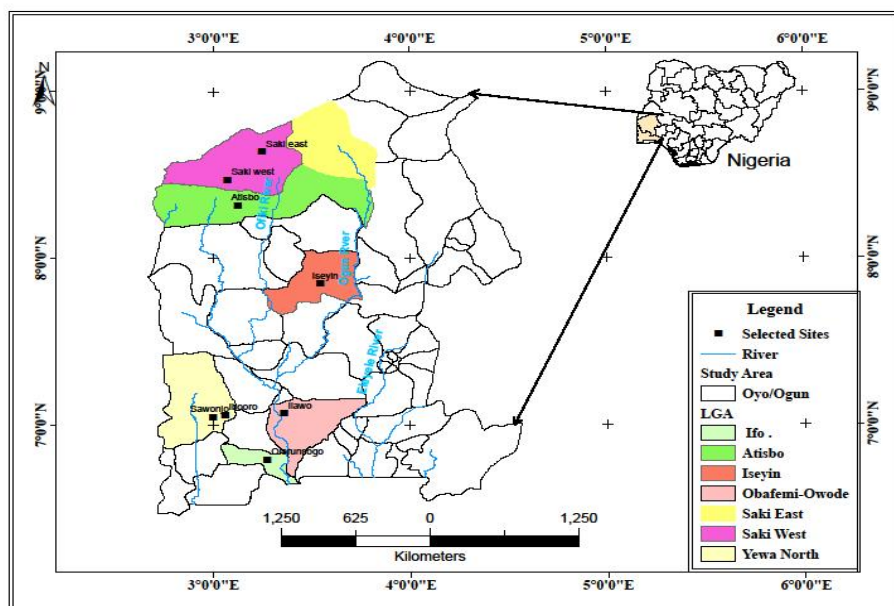 3°0'0"E 4°0'0"E 5°0'0"E 6°0'0"E
N
9°0'0"N
9°0'0"N
Nigeria
Saki east
Saki west
Atisbo
Ofiki River
Ogun River
8°0'0"N
8°0'0"N
Iseyin
Eleyele River
Legend
Selected Sites
River
Study Area
Oyo/Ogun
LGA
Ifo .
Atisbo
Iseyin
Obafemi-Owode
Saki East
Saki West
Yewa North
7°0'0"N
7°0'0"N
Sawonjo
Ilawo
1,250 625 0 1,250
Kilometers
3°0'0"E 4°0'0"E 5°0'0"E 6°0'0"E